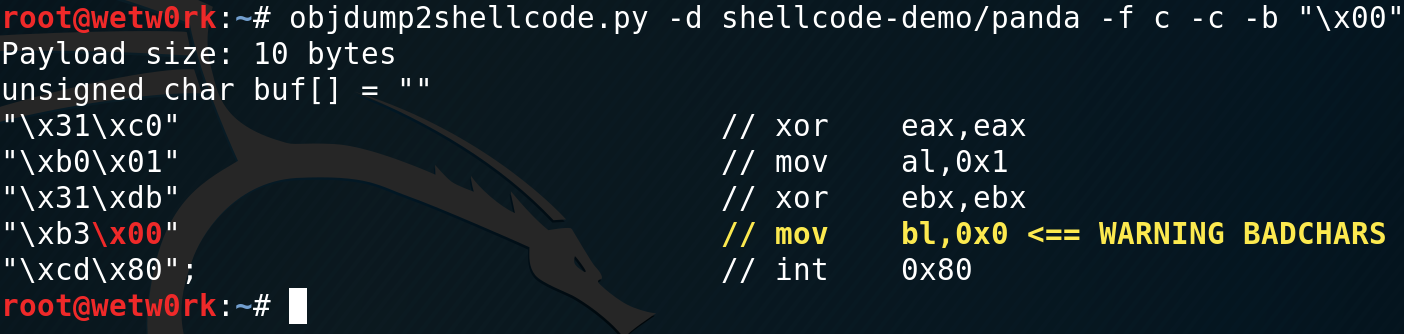 root@wetw0rk:~# objdump2shellcode.py -d shellcode-demo/panda -f c -c -b "\x00"
Payload size: 10 bytes
unsigned char buf[] = ""
"\x31\xc0" // xor eax,eax
"\xb0\x01" // mov al,0x1
"\x31\xdb" // xor ebx,ebx
"\xb3\x00" // mov bl,0x0 <== WARNING BADCHARS
"\xcd\x80"; // int 0x80
root@wetw0rk:~#